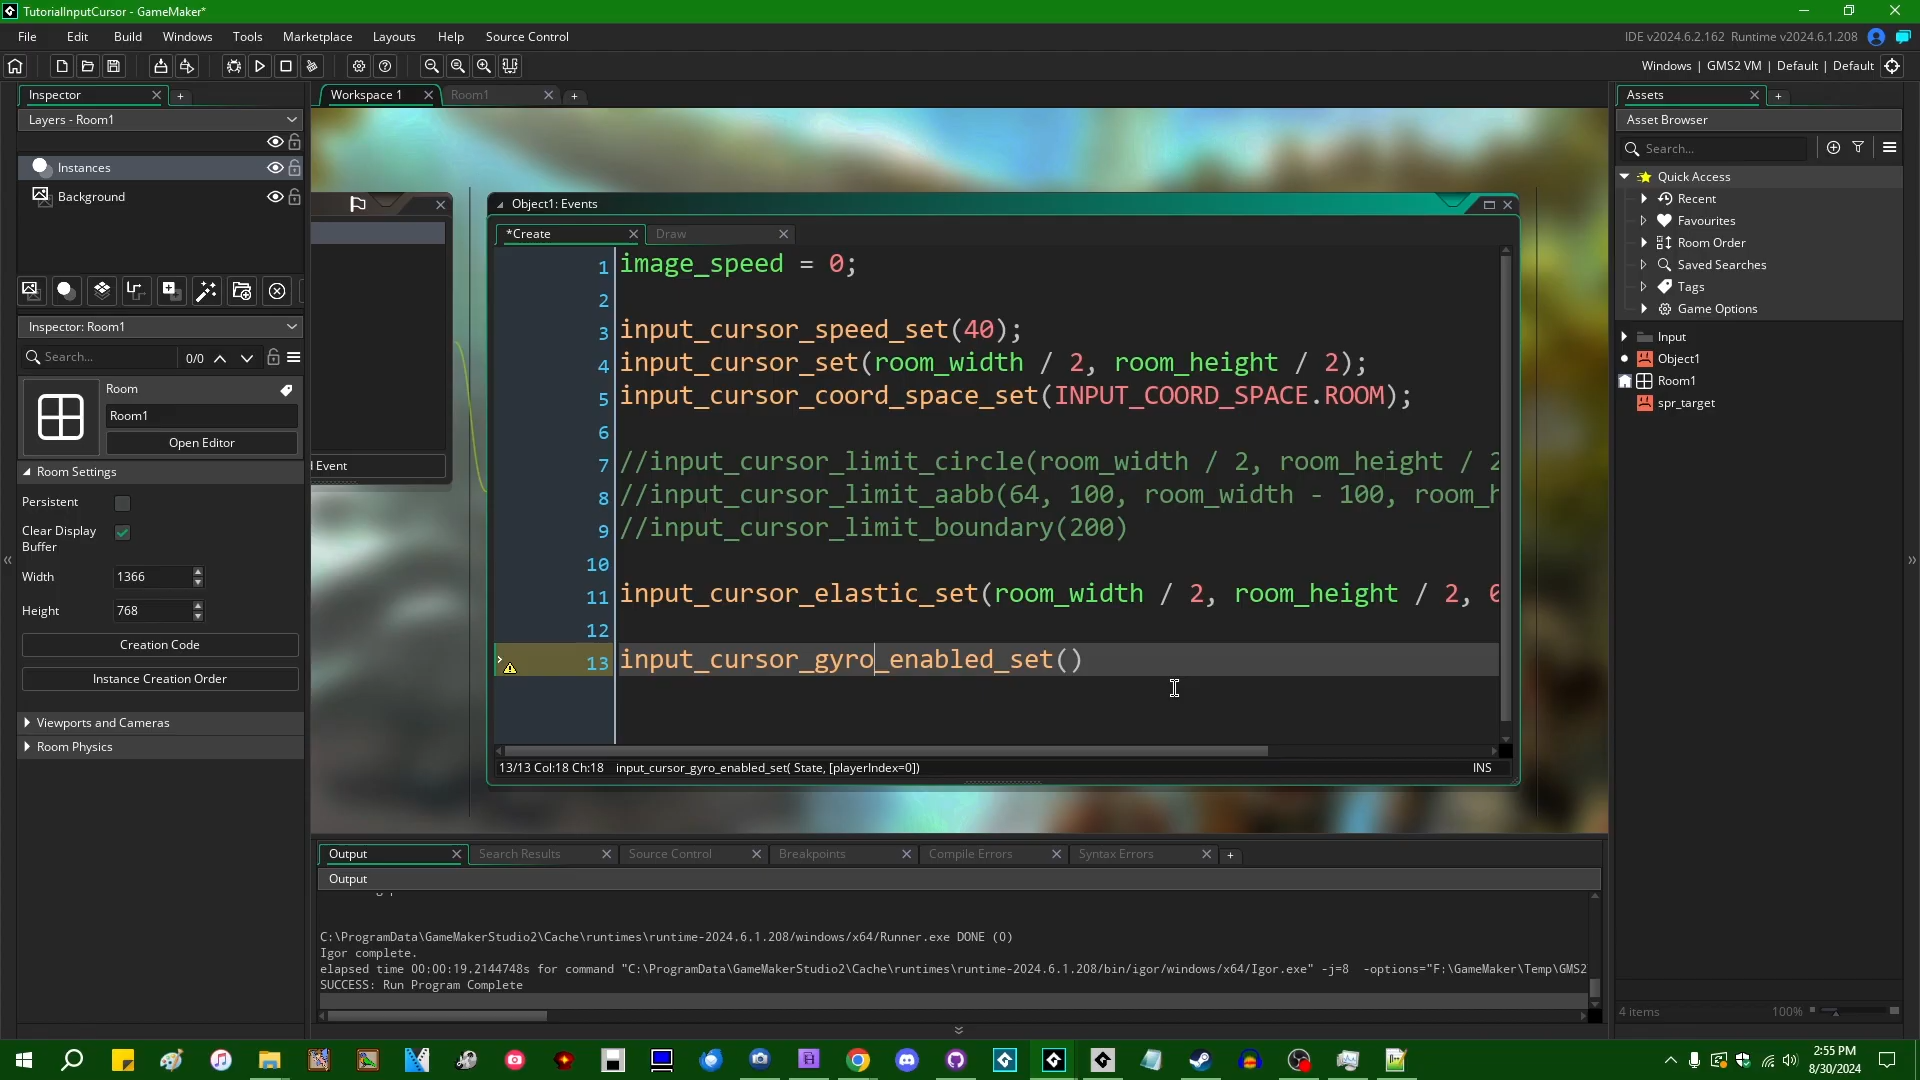 TutorialInputCursor - GameMaker*
File Edit Build Windows Tools Marketplace Layouts Help Source Control
IDE v2024.6.2.162 Runtime v2024.6.1.208
Windows | GMS2 VM | Default | Default
Inspector
Layers - Room1
Instances
Background
Inspector: Room1
Search... 0/0
Room
Room1
Open Editor
Room Settings
Persistent
Clear Display
Buffer
Width 1366
Height 768
Creation Code
Instance Creation Order
Viewports and Cameras
Room Physics
Workspace 1 Room1
d Event
Object1: Events
*Create Draw
1 image_speed = 0;
2
3 input_cursor_speed_set(40);
4 input_cursor_set(room_width / 2, room_height / 2);
5 input_cursor_coord_space_set(INPUT_COORD_SPACE.ROOM);
6
7 //input_cursor_limit_circle(room_width / 2, room_height / 2
8 //input_cursor_limit_aabb(64, 100, room_width - 100, room_h
9 //input_cursor_limit_boundary(200)
10
11 input_cursor_elastic_set(room_width / 2, room_height / 2, 0
12
13 input_cursor_gyro_enabled_set()
13/13 Col:18 Ch:18 input_cursor_gyro_enabled_set( State, [playerIndex=0]) INS
Output Search Results Source Control Breakpoints Compile Errors Syntax Errors
Output
C:\ProgramData\GameMakerStudio2\Cache\runtimes\runtime-2024.6.1.208/windows/x64/Runner.exe DONE (0)
Igor complete.
elapsed time 00:00:19.2144748s for command "C:\ProgramData\GameMakerStudio2\Cache\runtimes\runtime-2024.6.1.208/bin/igor/windows/x64/Igor.exe" -j=8 -options="F:\GameMaker\Temp\GMS2
SUCCESS: Run Program Complete
Assets
Asset Browser
Search...
Quick Access
Recent
Favourites
Room Order
Saved Searches
Tags
Game Options
Input
Object1
Room1
spr_target
4 items 100%
2:55 PM
8/30/2024